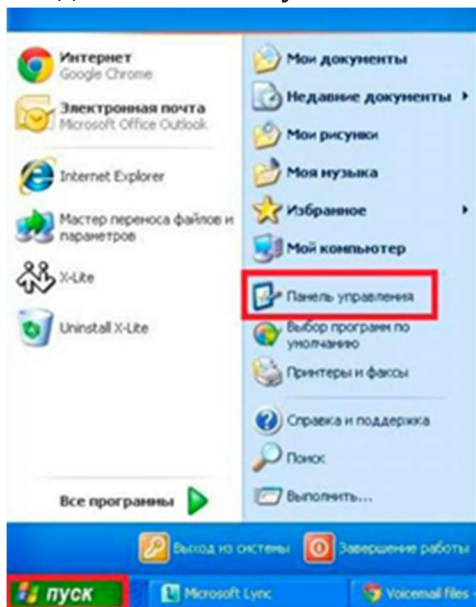 Интернет
Google Chrome
Электронная почта
Microsoft Office Outlook
Internet Explorer
Мастер переноса файлов и
параметров
X-Lite
Uninstall X-Lite
Все программы
Мои документы
Недавние документы
Мои рисунки
Моя музыка
Избранное
Мой компьютер
Панель управления
Выбор программ по
умолчанию
Принтеры и факсы
Справка и поддержка
Поиск
Выполнить...
Выход из системы
Завершение работы
пуск
Microsoft Lync
Voicemail files